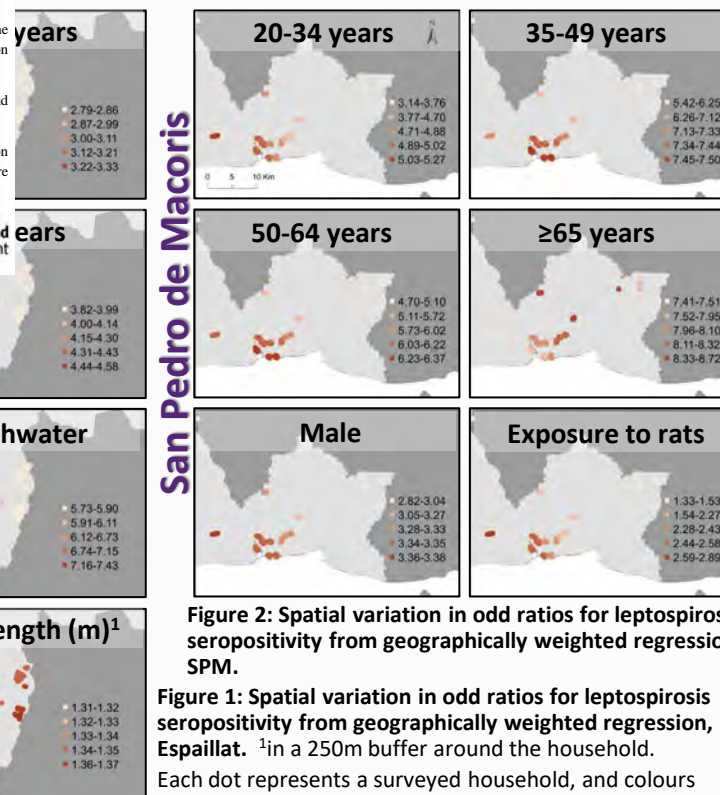 ne
on
nd
on
re
d
nt
years
2.79-2.86
2.87-2.99
3.00-3.11
3.12-3.21
3.22-3.33
ears
3.82-3.99
4.00-4.14
4.15-4.30
4.31-4.43
4.44-4.58
hwater
5.73-5.90
5.91-6.11
6.12-6.73
6.74-7.15
7.16-7.43
ength (m)1
1.31-1.32
1.32-1.33
1.33-1.34
1.34-1.35
1.36-1.37
San Pedro de Macoris
20-34 years
N
3.14-3.76
3.77-4.70
4.71-4.88
4.89-5.02
5.03-5.27
0 5 10 Km
35-49 years
5.42-6.25
6.26-7.12
7.13-7.33
7.34-7.44
7.45-7.50
50-64 years
4.70-5.10
5.11-5.72
5.73-6.02
6.03-6.22
6.23-6.37
≥65 years
7.41-7.51
7.52-7.95
7.96-8.10
8.11-8.32
8.33-8.72
Male
2.82-3.04
3.05-3.27
3.28-3.33
3.34-3.35
3.36-3.38
Exposure to rats
1.33-1.53
1.54-2.27
2.28-2.43
2.44-2.58
2.59-2.89
Figure 2: Spatial variation in odd ratios for leptospiros
seropositivity from geographically weighted regressio
SPM.
Figure 1: Spatial variation in odd ratios for leptospirosis
seropositivity from geographically weighted regression,
Espaillat. 1in a 250m buffer around the household.
Each dot represents a surveyed household, and colours